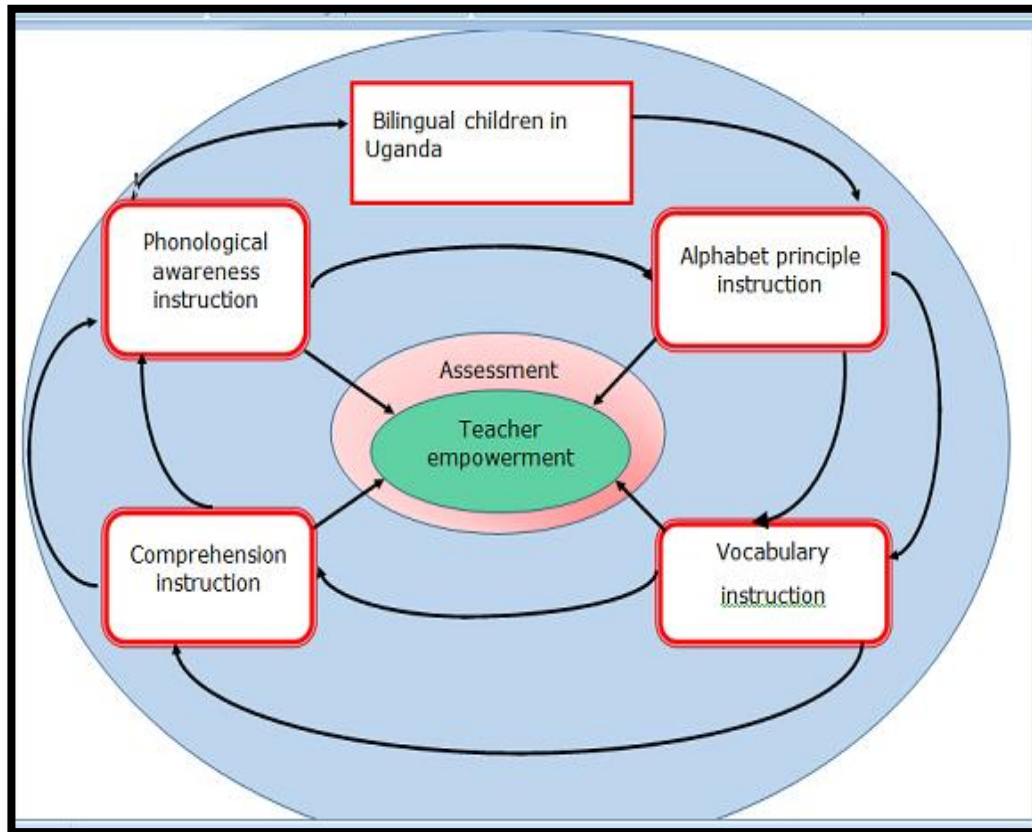 Bilingual children in
Uganda
Phonological
awareness
instruction
Alphabet principle
instruction
Assessment
Teacher
empowerment
Comprehension
instruction
Vocabulary
instruction